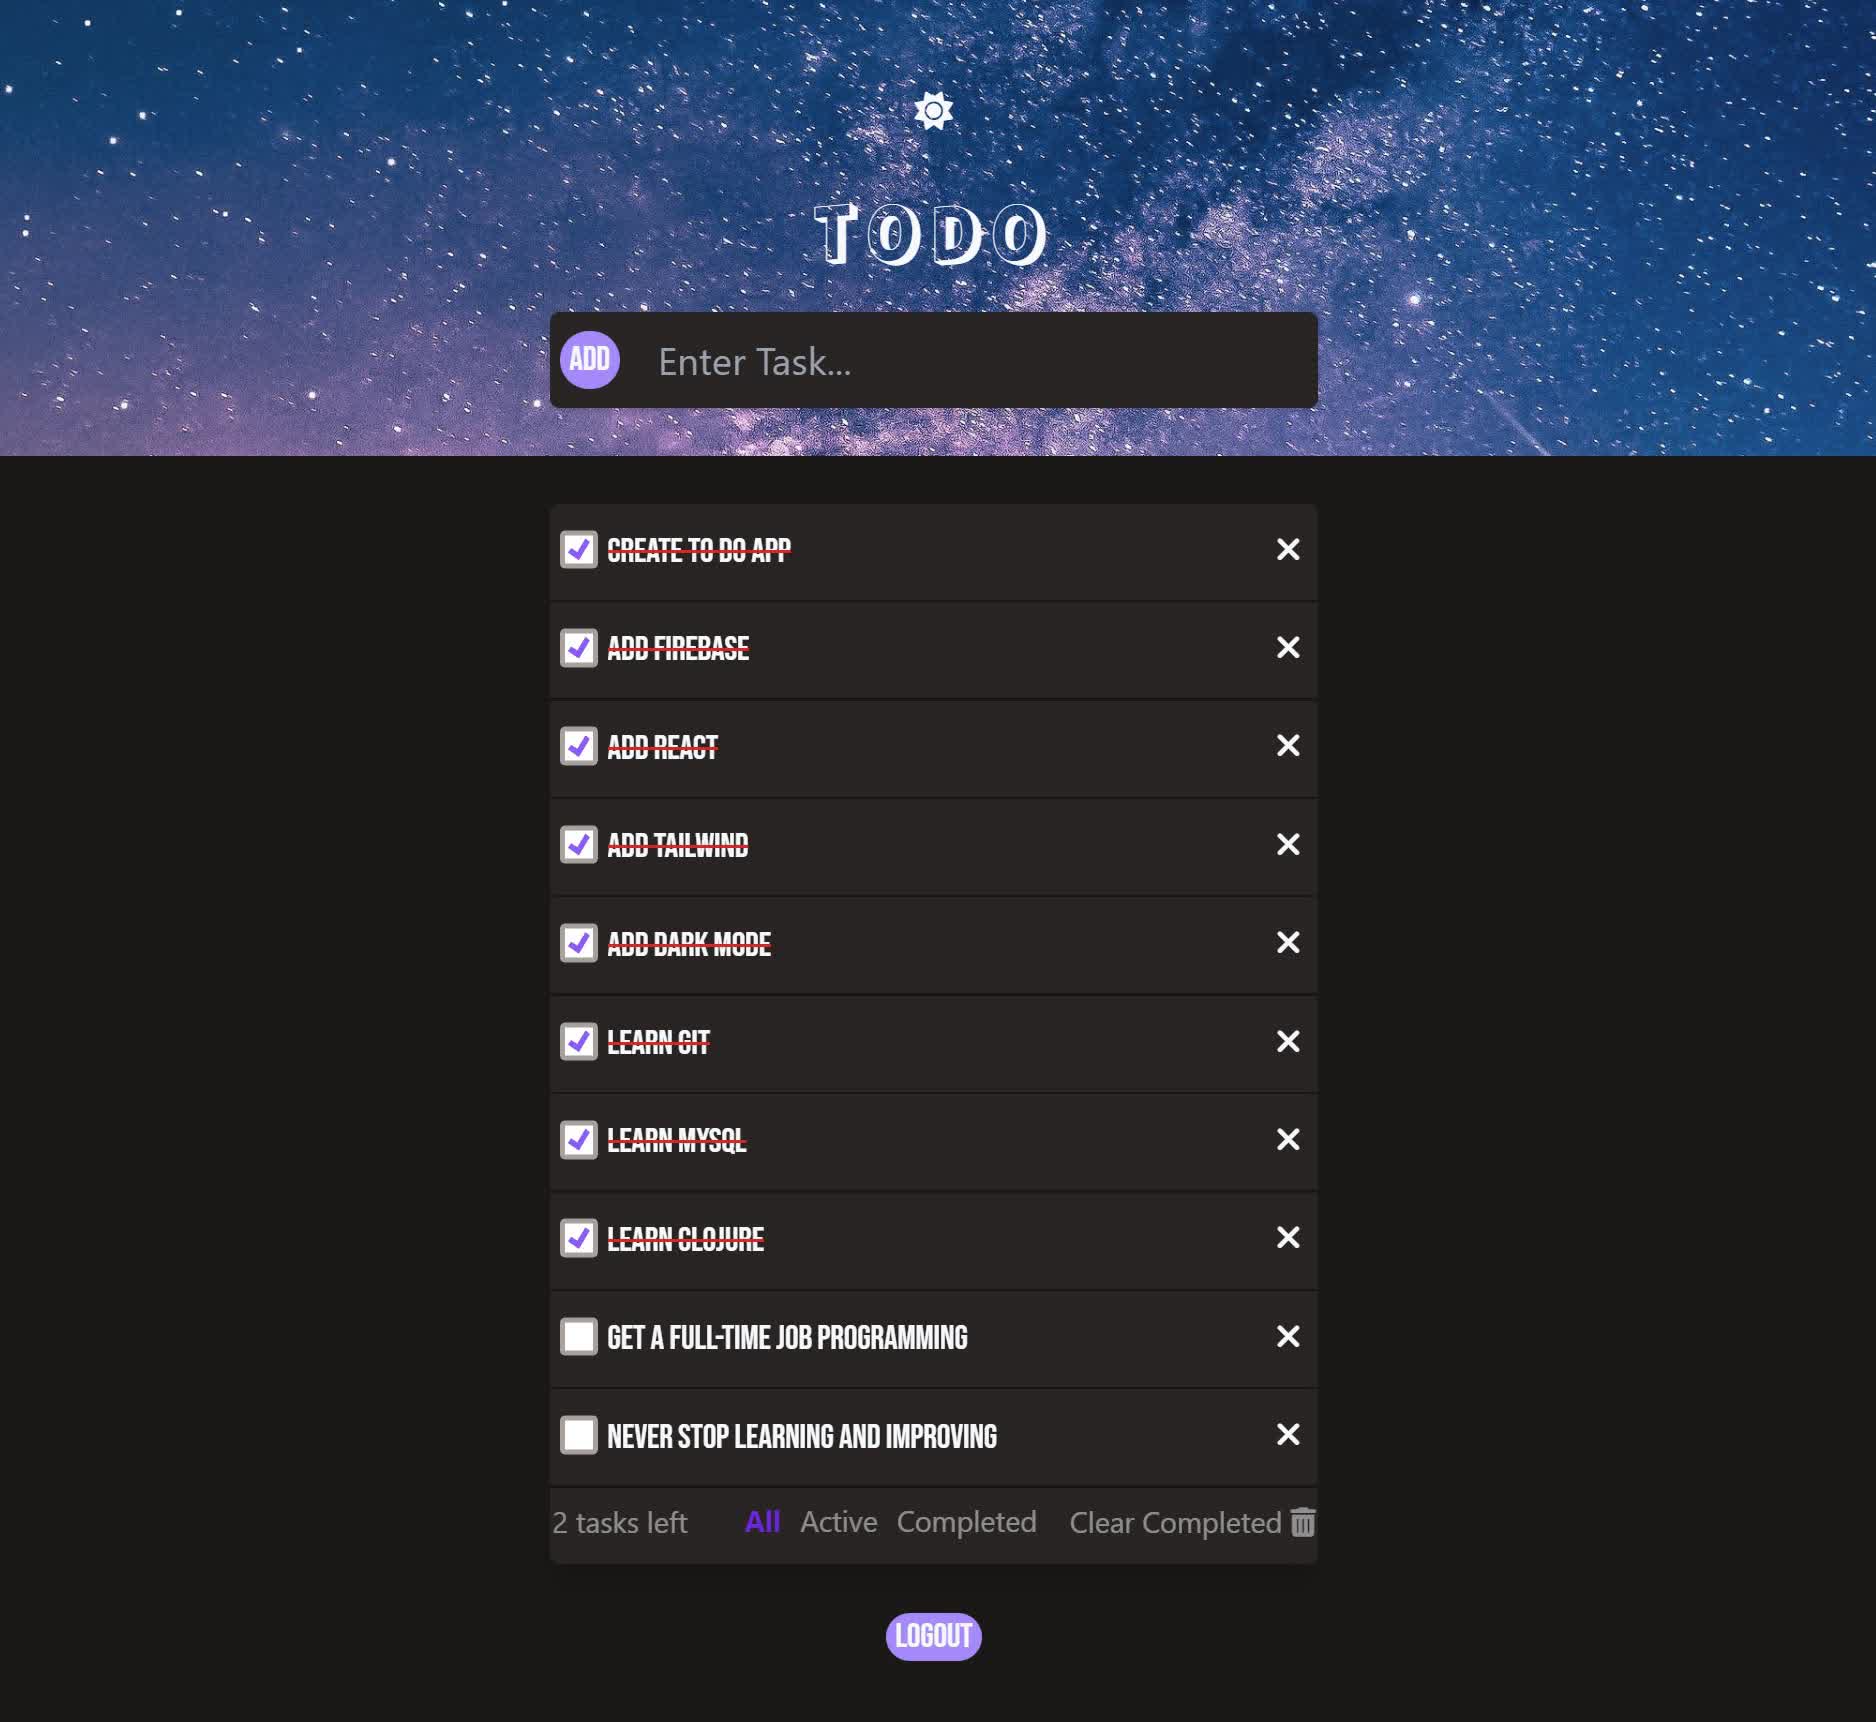 TODO
ADD Enter Task...
CREATE TO DO APP
ADD FIREBASE
ADD REACT
ADD TAILWIND
ADD DARK MODE
LEARN GIT
LEARN MYSQL
LEARN CLOJURE
GET A FULL-TIME JOB PROGRAMMING
NEVER STOP LEARNING AND IMPROVING
2 tasks left All Active Completed Clear Completed
LOGOUT